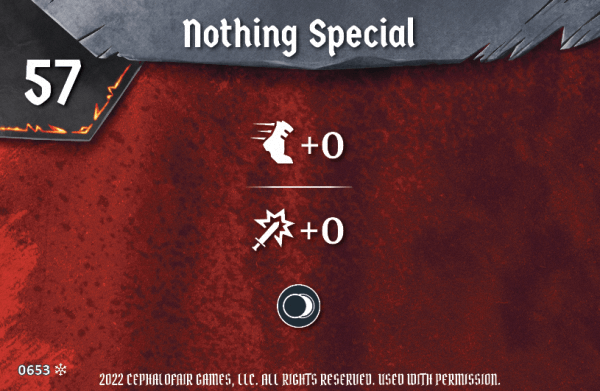 Nothing Special
57
+0
+0
0653
2022 CEPHALOFAIR GAMES, LLC. ALL RIGHTS RESERVED. USED WITH PERMISSION.